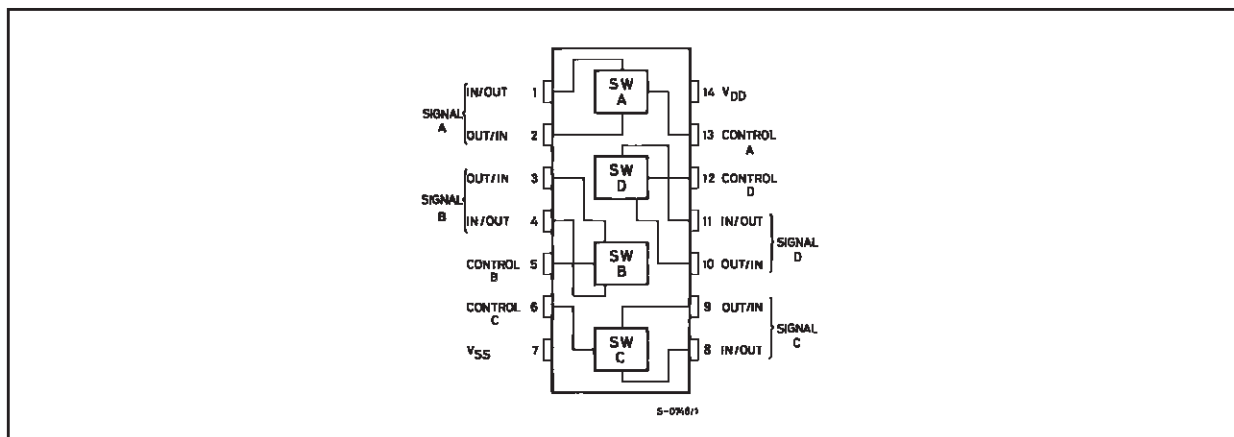 IN/OUT 1
SIGNAL A
OUT/IN 2
OUT/IN 3
SIGNAL B
IN/OUT 4
CONTROL B 5
CONTROL C 6
VSS 7
SW A
SW D
SW B
SW C
14 VDD
13 CONTROL A
12 CONTROL D
11 IN/OUT
SIGNAL D
10 OUT/IN
9 OUT/IN
SIGNAL C
8 IN/OUT